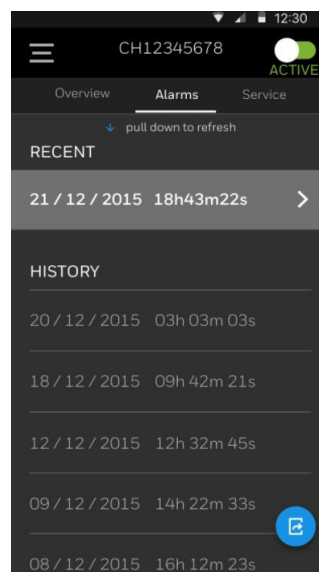 12:30
CH12345678
ACTIVE
Overview Alarms Service
pull down to refresh
RECENT
21 / 12 / 2015 18h43m22s
HISTORY
20 / 12 / 2015 03h 03m 03s
18 / 12 / 2015 09h 42m 21s
12 / 12 / 2015 12h 32m 45s
09 / 12 / 2015 14h 22m 33s
08 / 12 / 2015 16h 12m 23s